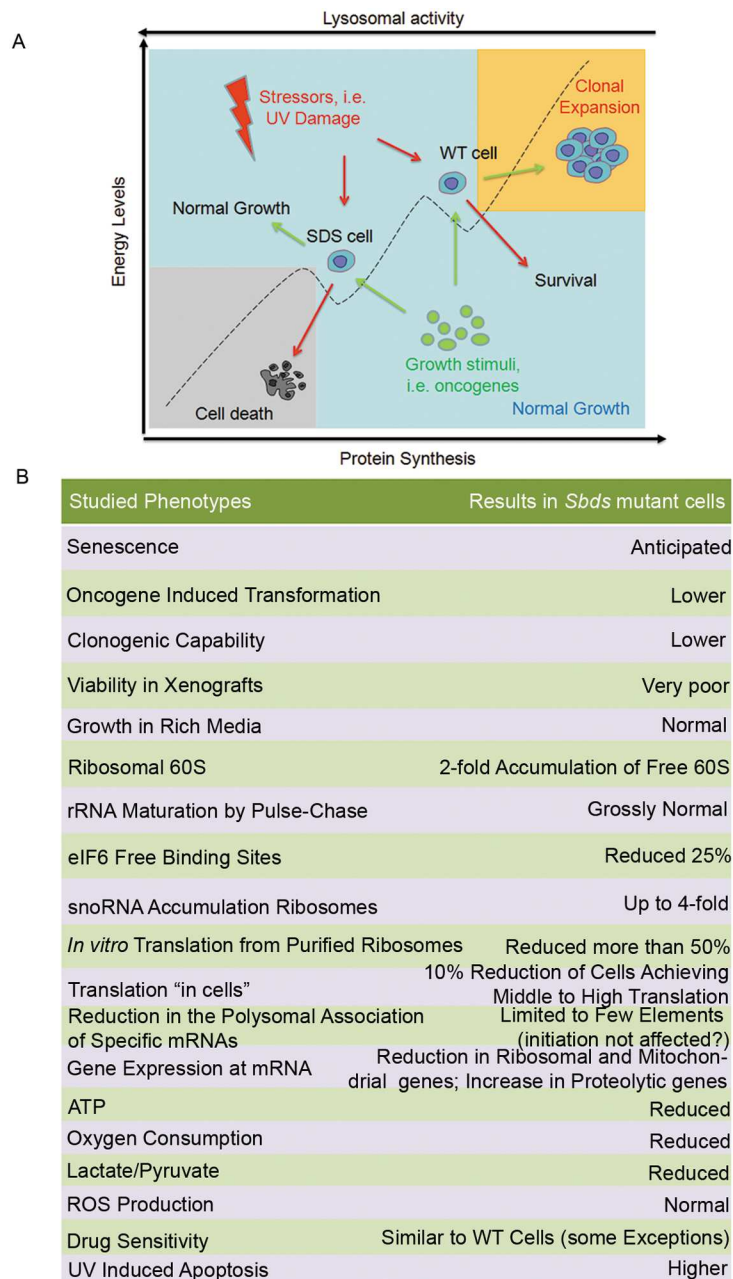 A
Lysosomal activity
Energy Levels
Stressors, i.e.
UV Damage
Clonal
Expansion
WT cell
Normal Growth
SDS cell
Survival
Growth stimuli,
i.e. oncogenes
Cell death
Normal Growth
Protein Synthesis
B
Studied Phenotypes Results in Sbds mutant cells
Senescence Anticipated
Oncogene Induced Transformation Lower
Clonogenic Capability Lower
Viability in Xenografts Very poor
Growth in Rich Media Normal
Ribosomal 60S 2-fold Accumulation of Free 60S
rRNA Maturation by Pulse-Chase Grossly Normal
eIF6 Free Binding Sites Reduced 25%
snoRNA Accumulation Ribosomes Up to 4-fold
In vitro Translation from Purified Ribosomes Reduced more than 50%
Translation “in cells” 10% Reduction of Cells Achieving
Middle to High Translation
Reduction in the Polysomal Association Limited to Few Elements
of Specific mRNAs (initiation not affected?)
Gene Expression at mRNA Reduction in Ribosomal and Mitochon-
drial genes; Increase in Proteolytic genes
ATP Reduced
Oxygen Consumption Reduced
Lactate/Pyruvate Reduced
ROS Production Normal
Drug Sensitivity Similar to WT Cells (some Exceptions)
UV Induced Apoptosis Higher